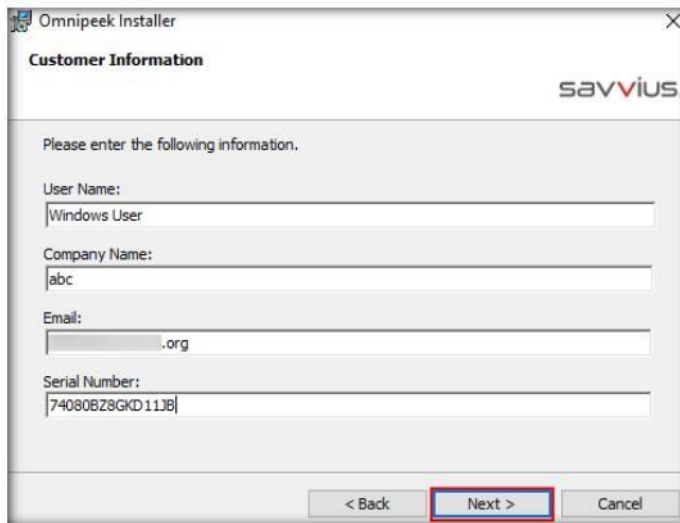 Omnipeek Installer
Customer Information
savvius
Please enter the following information.
User Name:
Windows User
Company Name:
abc
Email:
.org
Serial Number:
74080BZ8GKD11JB
< Back
Next >
Cancel